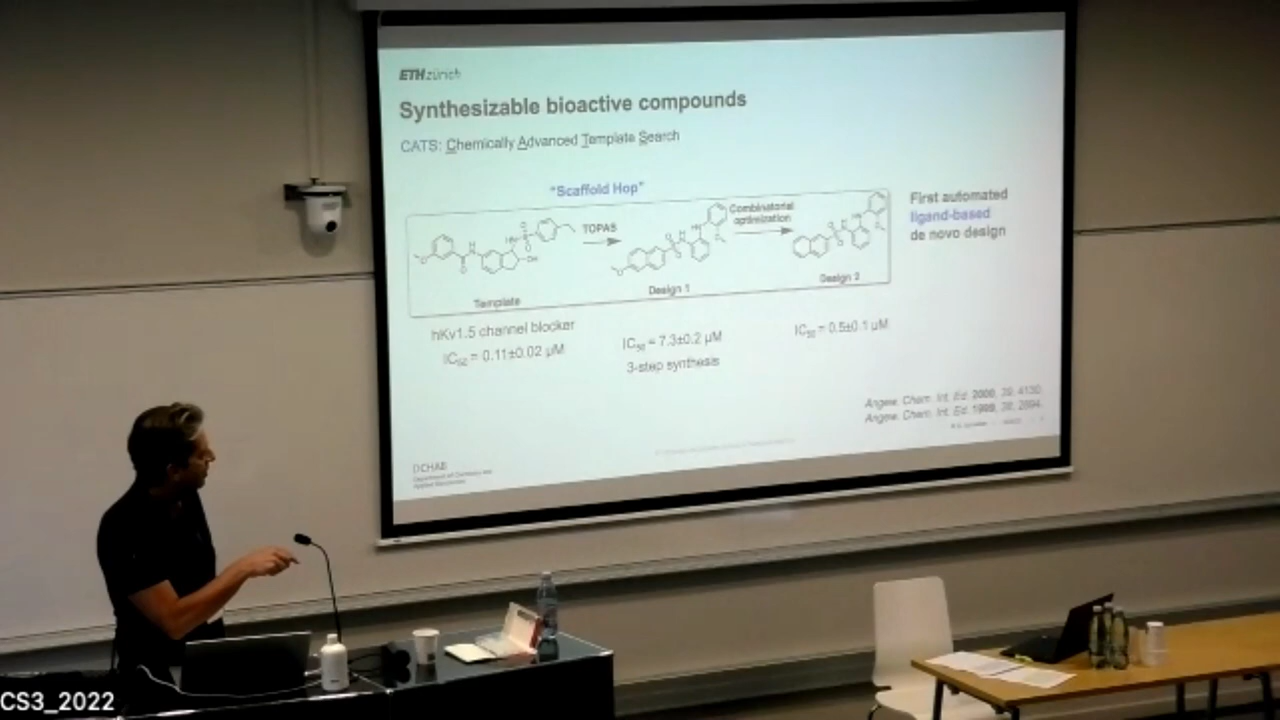 ETH zürich
Synthesizable bioactive compounds
CATS: Chemically Advanced Template Search
"Scaffold Hop"
TOPAS
Combinatorial
optimization
Template
Design 1
Design 2
First automated
ligand-based
de novo design
hKv1.5 channel blocker
IC50 = 0.11±0.02 µM
IC50 = 7.3±0.2 µM
3-step synthesis
IC50 = 0.5±0.1 µM
Angew. Chem. Int. Ed. 2000, 39, 4130.
Angew. Chem. Int. Ed. 1999, 38, 2894.
DCHAB
CS3_2022